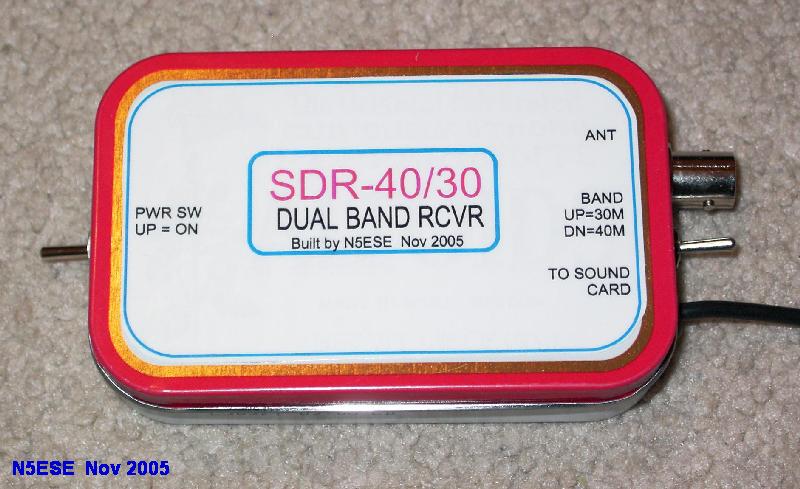 ANT
SDR-40/30
DUAL BAND RCVR
Built by N5ESE Nov 2005
PWR SW
UP = ON
BAND
UP=30M
DN=40M
TO SOUND
CARD
N5ESE Nov 2005